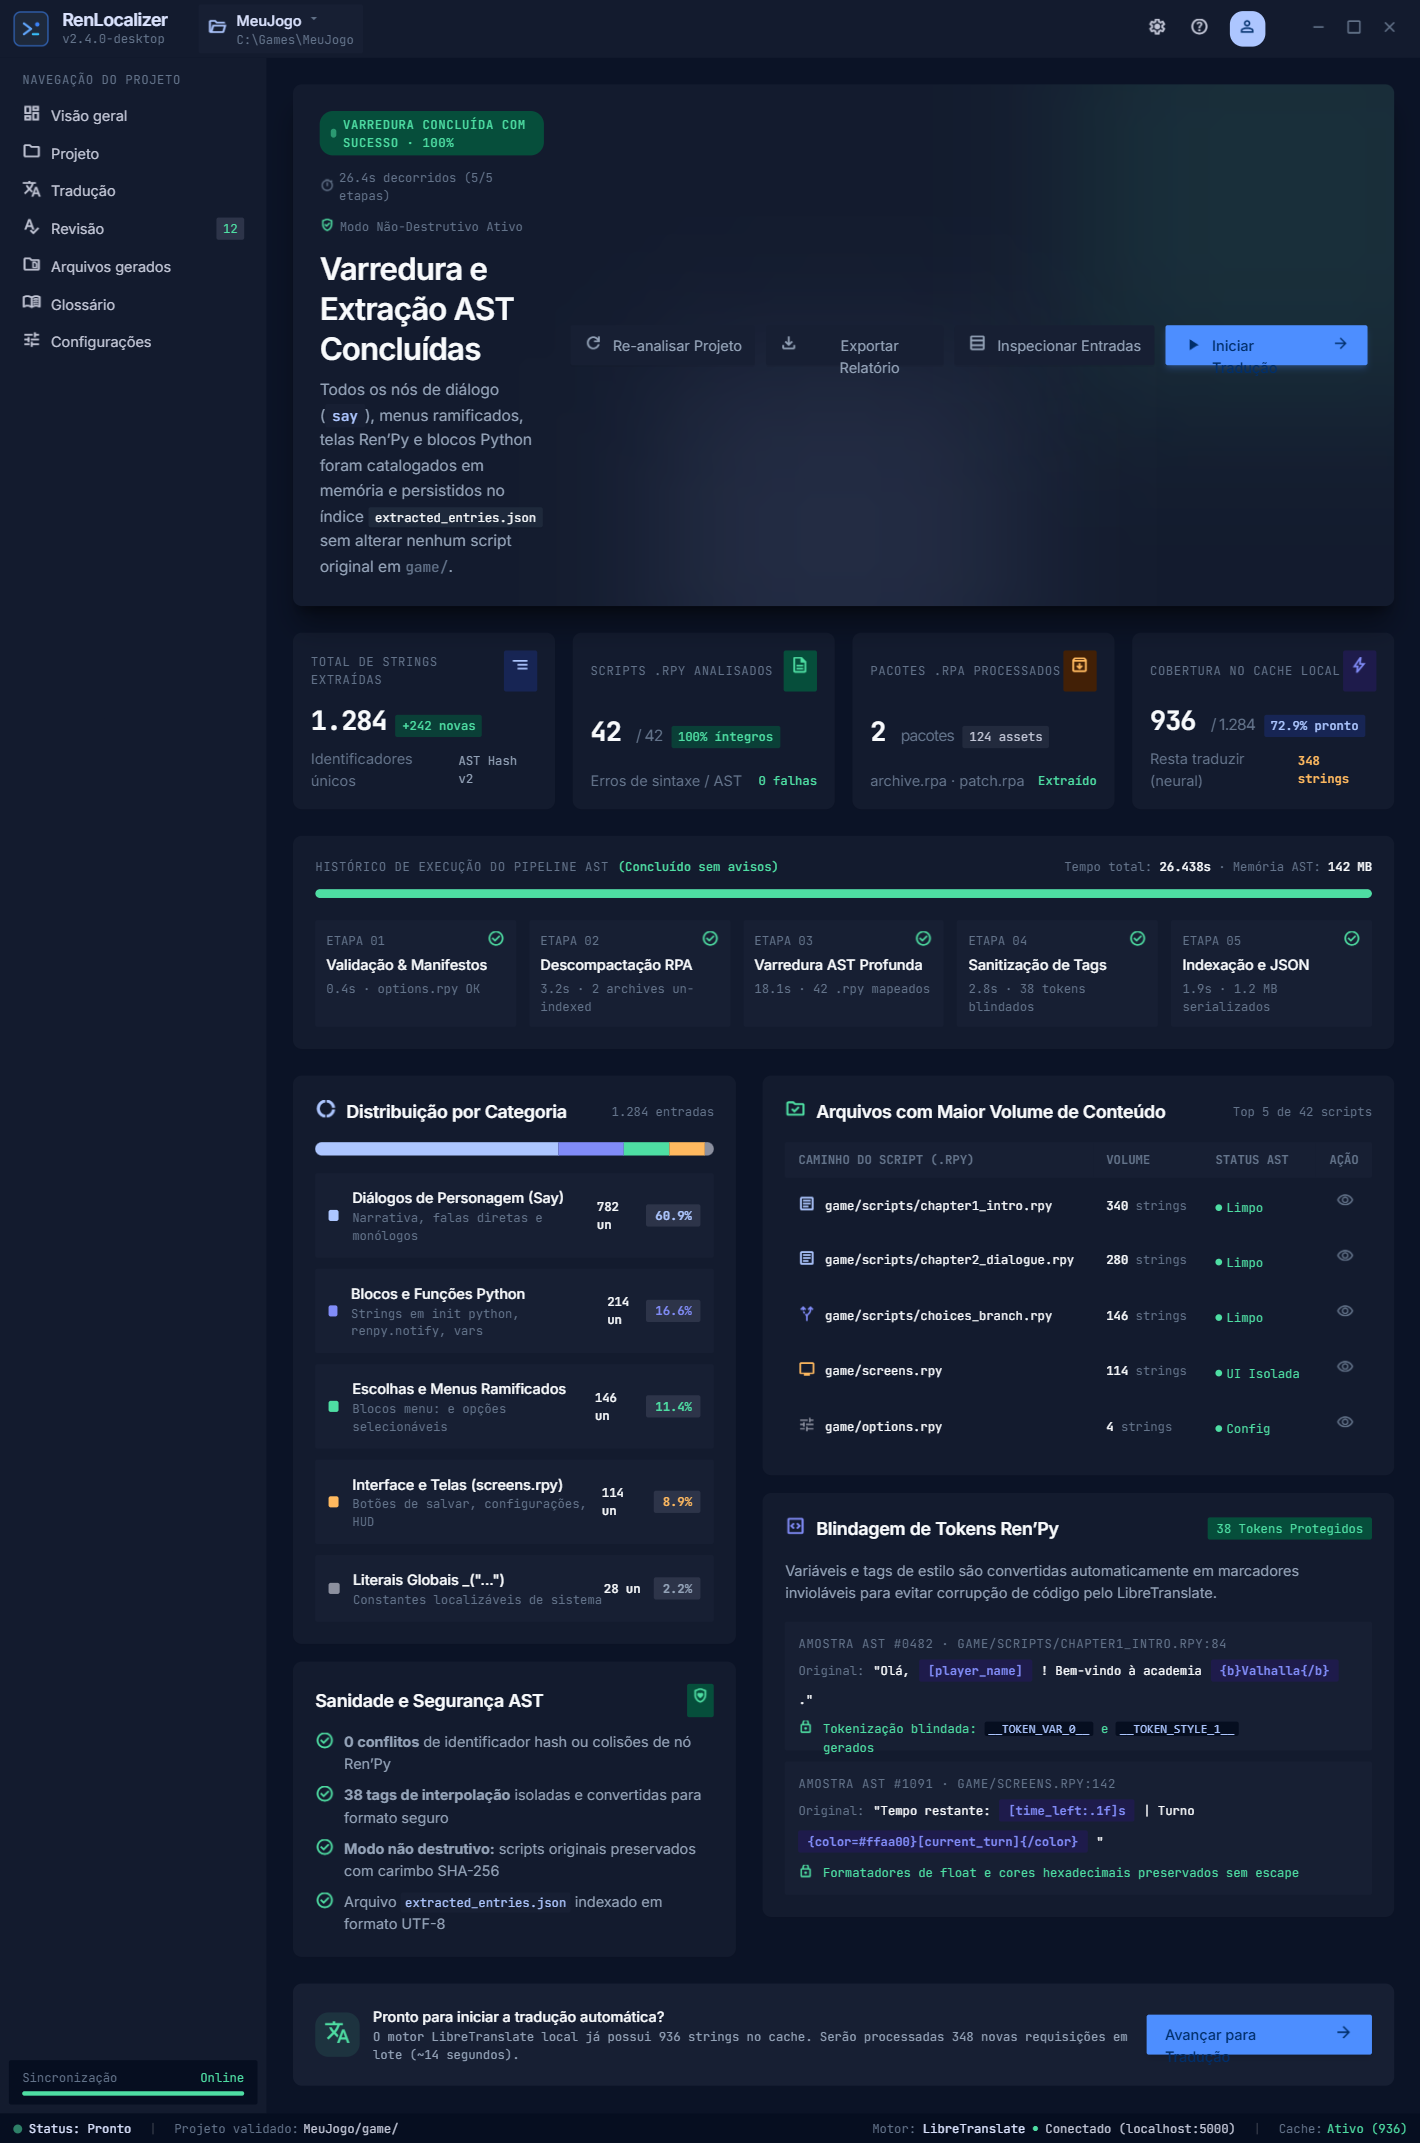 RenLocalizer
v2.4.0-desktop
MeuJogo
C:\Games\MeuJogo
NAVEGAÇÃO DO PROJETO
Visão geral
Projeto
Tradução
Revisão 12
Arquivos gerados
Glossário
Configurações
VARREDURA CONCLUÍDA COM
SUCESSO · 100%
26.4s decorridos (5/5
etapas)
Modo Não-Destrutivo Ativo
Varredura e
Extração AST
Concluídas
Todos os nós de diálogo
( say ), menus ramificados,
telas Ren’Py e blocos Python
foram catalogados em
memória e persistidos no
índice extracted_entries.json
sem alterar nenhum script
original em game/.
Re-analisar Projeto
Exportar
Relatório
Inspecionar Entradas
Iniciar
Tradução
TOTAL DE STRINGS
EXTRAÍDAS
1.284 +242 novas
Identificadores
únicos
AST Hash
v2
SCRIPTS .RPY ANALISADOS
42 / 42 100% íntegros
Erros de sintaxe / AST 0 falhas
PACOTES .RPA PROCESSADOS
2 pacotes 124 assets
archive.rpa · patch.rpa Extraído
COBERTURA NO CACHE LOCAL
936 / 1.284 72.9% pronto
Resta traduzir
(neural)
348
strings
HISTÓRICO DE EXECUÇÃO DO PIPELINE AST (Concluído sem avisos)
Tempo total: 26.438s · Memória AST: 142 MB
ETAPA 01
Validação & Manifestos
0.4s · options.rpy OK
ETAPA 02
Descompactação RPA
3.2s · 2 archives un-
indexed
ETAPA 03
Varredura AST Profunda
18.1s · 42 .rpy mapeados
ETAPA 04
Sanitização de Tags
2.8s · 38 tokens
blindados
ETAPA 05
Indexação e JSON
1.9s · 1.2 MB
serializados
Distribuição por Categoria 1.284 entradas
Diálogos de Personagem (Say)
Narrativa, falas diretas e
monólogos
782
un
60.9%
Blocos e Funções Python
Strings em init python,
renpy.notify, vars
214
un
16.6%
Escolhas e Menus Ramificados
Blocos menu: e opções
selecionáveis
146
un
11.4%
Interface e Telas (screens.rpy)
Botões de salvar, configurações,
HUD
114
un
8.9%
Literais Globais _("...")
Constantes localizáveis de sistema
28 un
2.2%
Sanidade e Segurança AST
0 conflitos de identificador hash ou colisões de nó
Ren’Py
38 tags de interpolação isoladas e convertidas para
formato seguro
Modo não destrutivo: scripts originais preservados
com carimbo SHA-256
Arquivo extracted_entries.json indexado em
formato UTF-8
Arquivos com Maior Volume de Conteúdo Top 5 de 42 scripts
CAMINHO DO SCRIPT (.RPY) VOLUME STATUS AST AÇÃO
game/scripts/chapter1_intro.rpy 340 strings Limpo
game/scripts/chapter2_dialogue.rpy 280 strings Limpo
game/scripts/choices_branch.rpy 146 strings Limpo
game/screens.rpy 114 strings UI Isolada
game/options.rpy 4 strings Config
Blindagem de Tokens Ren’Py 38 Tokens Protegidos
Variáveis e tags de estilo são convertidas automaticamente em marcadores
invioláveis para evitar corrupção de código pelo LibreTranslate.
AMOSTRA AST #0482 · GAME/SCRIPTS/CHAPTER1_INTRO.RPY:84
Original: "Olá, [player_name] ! Bem-vindo à academia {b}Valhalla{/b}
."
Tokenização blindada: __TOKEN_VAR_0__ e __TOKEN_STYLE_1__
gerados
AMOSTRA AST #1091 · GAME/SCREENS.RPY:142
Original: "Tempo restante: [time_left:.1f]s | Turno
{color=#ffaa00}[current_turn]{/color} "
Formatadores de float e cores hexadecimais preservados sem escape
Pronto para iniciar a tradução automática?
O motor LibreTranslate local já possui 936 strings no cache. Serão processadas 348 novas requisições em
lote (~14 segundos).
Avançar para
Tradução
Sincronização Online
Status: Pronto | Projeto validado: MeuJogo/game/
Motor: LibreTranslate • Conectado (localhost:5000) | Cache: Ativo (936)